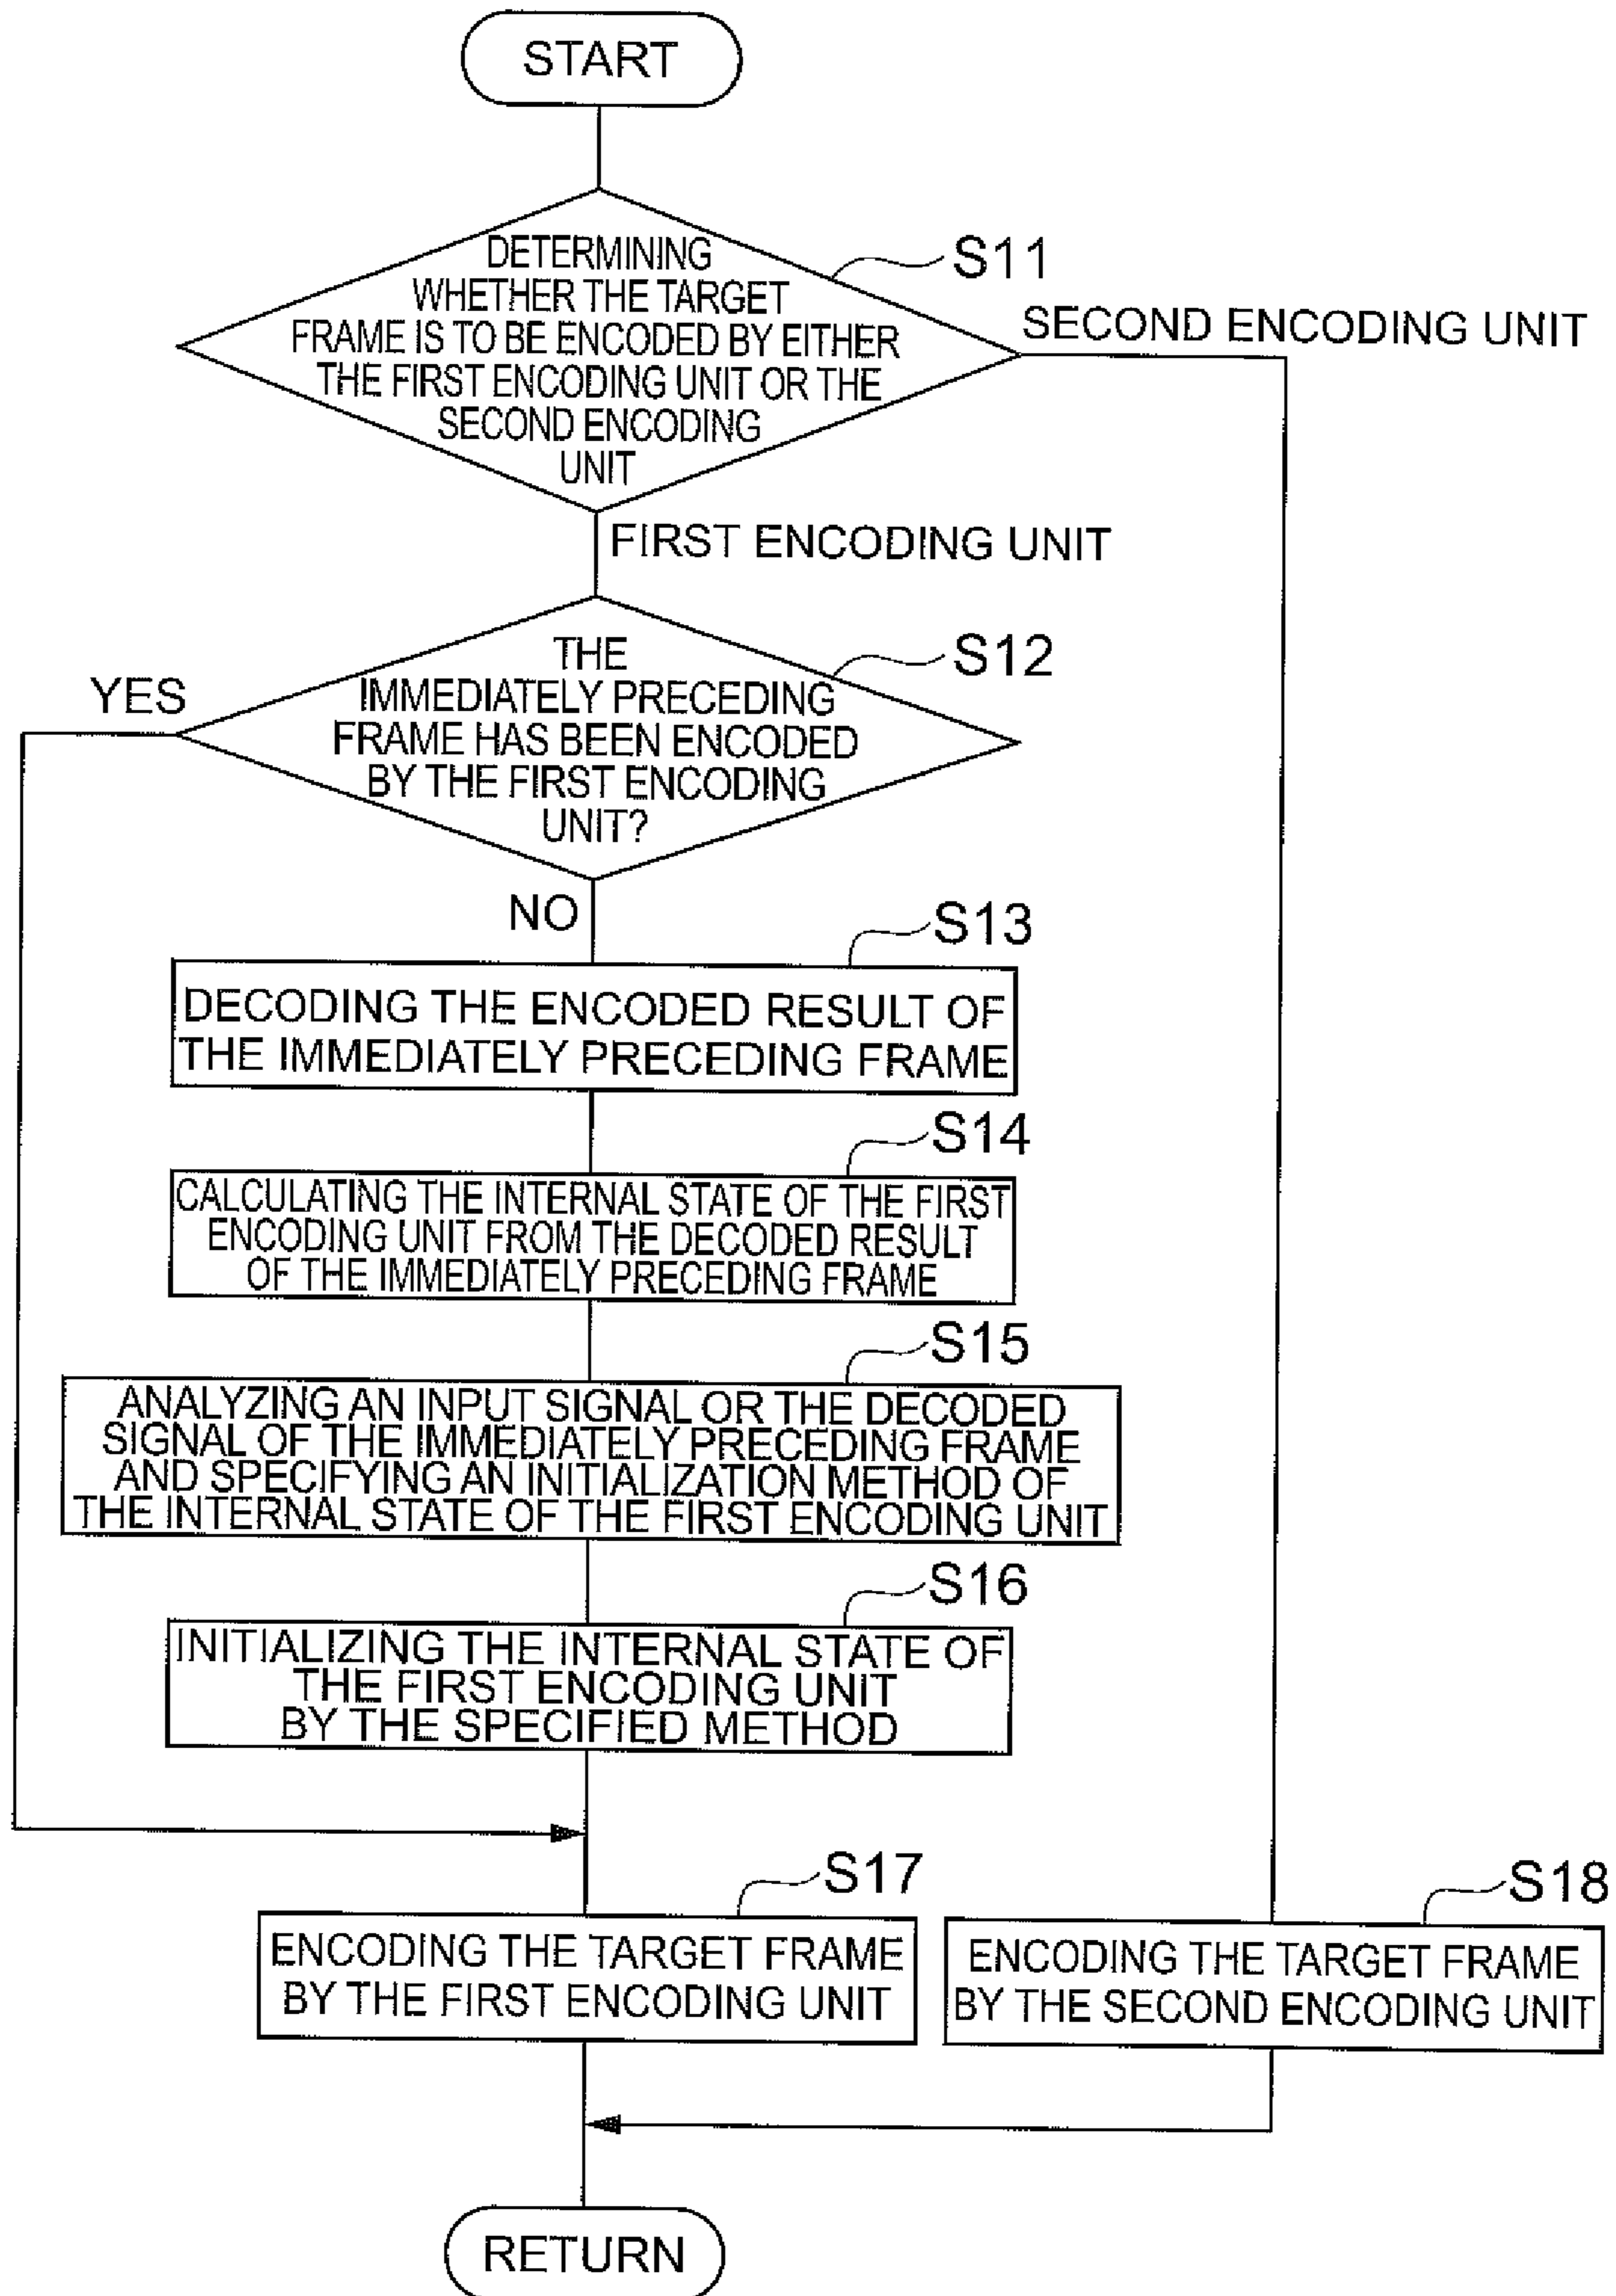 START
DETERMINING
WHETHER THE TARGET
FRAME IS TO BE ENCODED BY EITHER
THE FIRST ENCODING UNIT OR THE
SECOND ENCODING
UNIT
S11
SECOND ENCODING UNIT
FIRST ENCODING UNIT
THE
IMMEDIATELY PRECEDING
FRAME HAS BEEN ENCODED
BY THE FIRST ENCODING
UNIT?
S12
YES
NO
S13
DECODING THE ENCODED RESULT OF
THE IMMEDIATELY PRECEDING FRAME
S14
CALCULATING THE INTERNAL STATE OF THE FIRST
ENCODING UNIT FROM THE DECODED RESULT
OF THE IMMEDIATELY PRECEDING FRAME
S15
ANALYZING AN INPUT SIGNAL OR THE DECODED
SIGNAL OF THE IMMEDIATELY PRECEDING FRAME
AND SPECIFYING AN INITIALIZATION METHOD OF
THE INTERNAL STATE OF THE FIRST ENCODING UNIT
S16
INITIALIZING THE INTERNAL STATE OF
THE FIRST ENCODING UNIT
BY THE SPECIFIED METHOD
S17
ENCODING THE TARGET FRAME
BY THE FIRST ENCODING UNIT
S18
ENCODING THE TARGET FRAME
BY THE SECOND ENCODING UNIT
RETURN